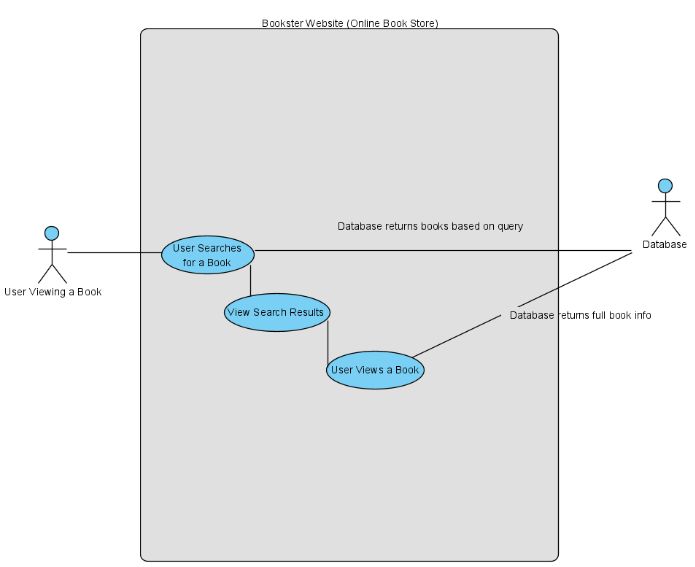 Bookster Website (Online Book Store)
Database returns books based on query
Database
User Searches
for a Book
User Viewing a Book
View Search Results
Database returns full book info
User Views a Book